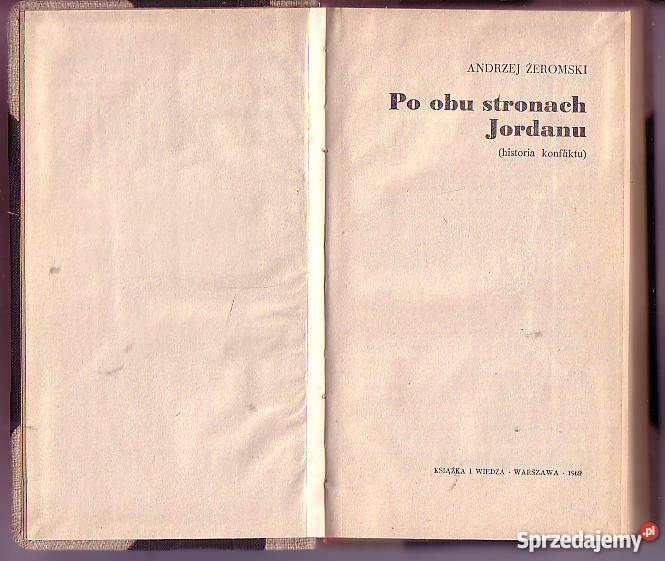 ANDRZEJ ŻEROMSKI
Po obu stronach
Jordanu
(historia konfliktu)
KSIĄŻKA I WIEDZA · WARSZAWA · 1969
Sprzedajemy.pl